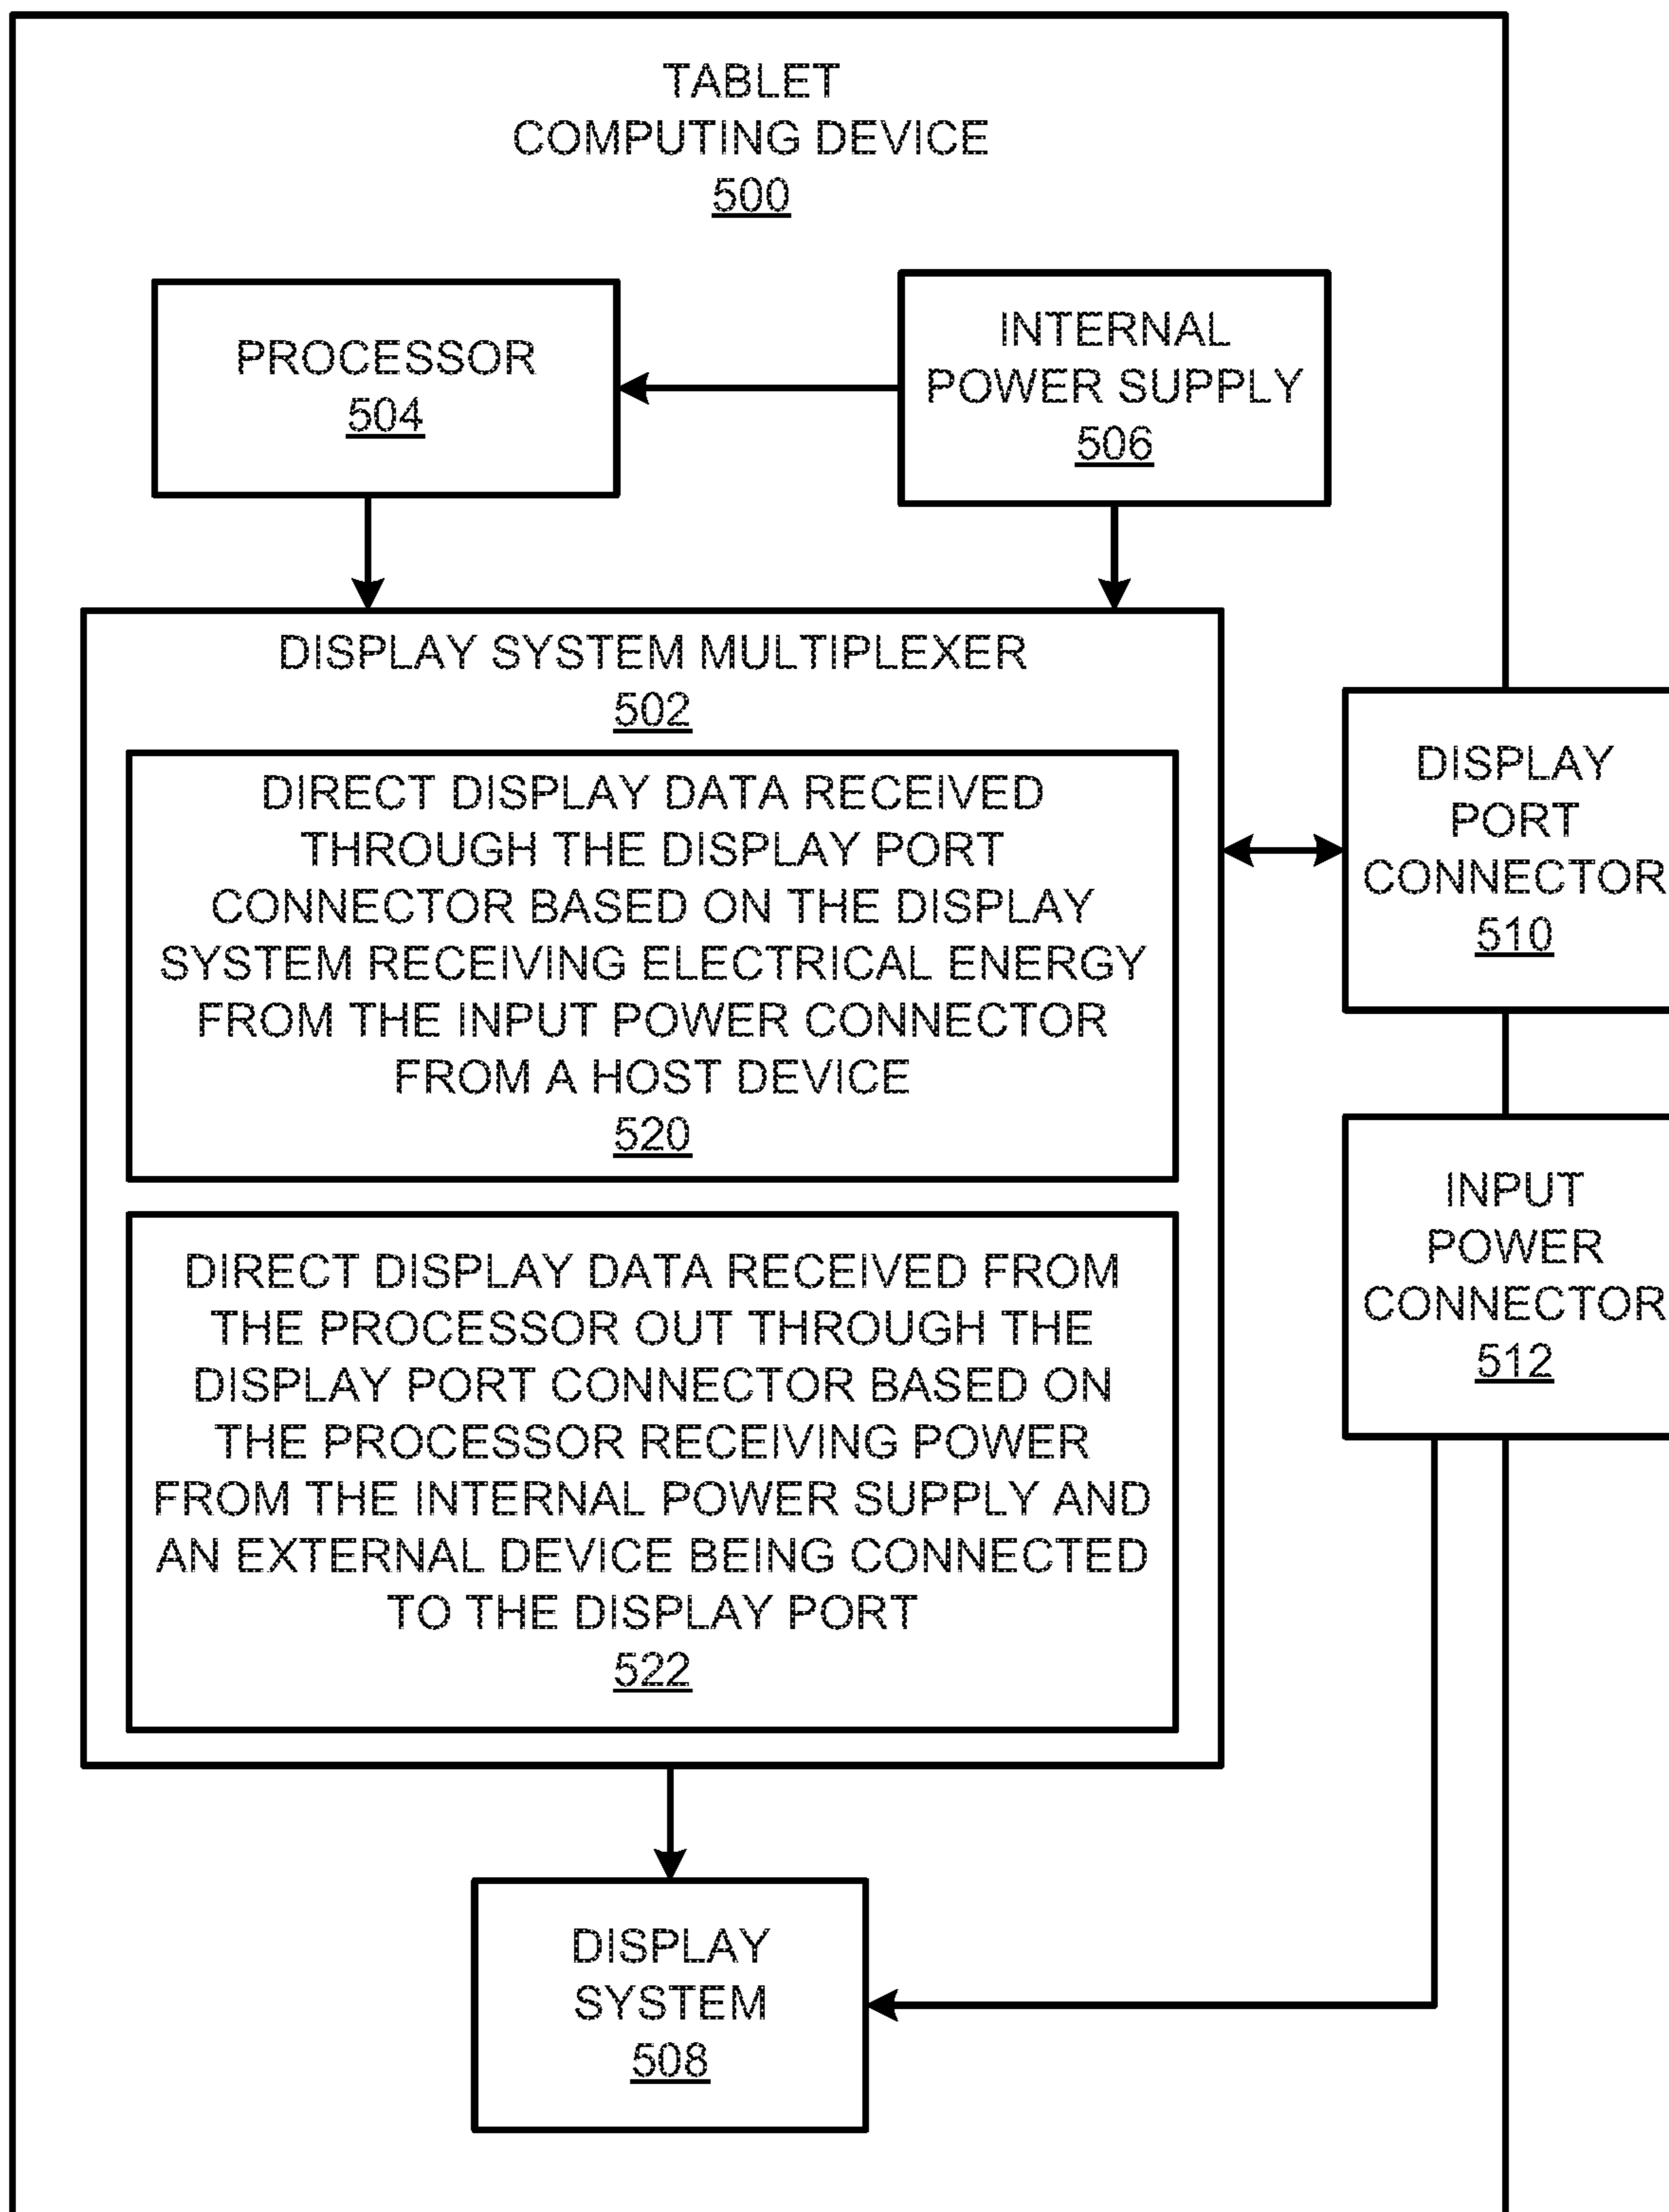 TABLET
COMPUTING DEVICE
500
PROCESSOR
504
INTERNAL
POWER SUPPLY
506
DISPLAY SYSTEM MULTIPLEXER
502
DIRECT DISPLAY DATA RECEIVED
THROUGH THE DISPLAY PORT
CONNECTOR BASED ON THE DISPLAY
SYSTEM RECEIVING ELECTRICAL ENERGY
FROM THE INPUT POWER CONNECTOR
FROM A HOST DEVICE
520
DIRECT DISPLAY DATA RECEIVED FROM
THE PROCESSOR OUT THROUGH THE
DISPLAY PORT CONNECTOR BASED ON
THE PROCESSOR RECEIVING POWER
FROM THE INTERNAL POWER SUPPLY AND
AN EXTERNAL DEVICE BEING CONNECTED
TO THE DISPLAY PORT
522
DISPLAY
PORT
CONNECTOR
510
INPUT
POWER
CONNECTOR
512
DISPLAY
SYSTEM
508